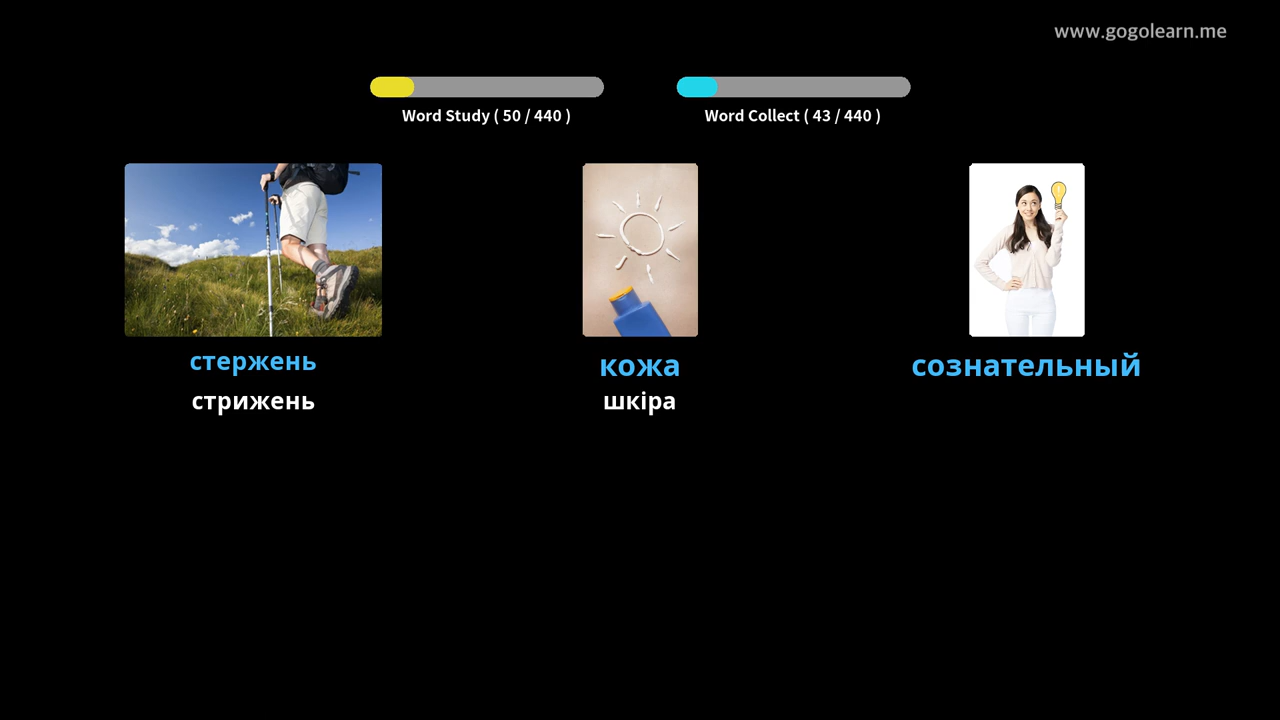 www.gogolearn.me
Word Study ( 50 / 440 )
Word Collect ( 43 / 440 )
стержень
стрижень
кожа
шкіра
сознательный